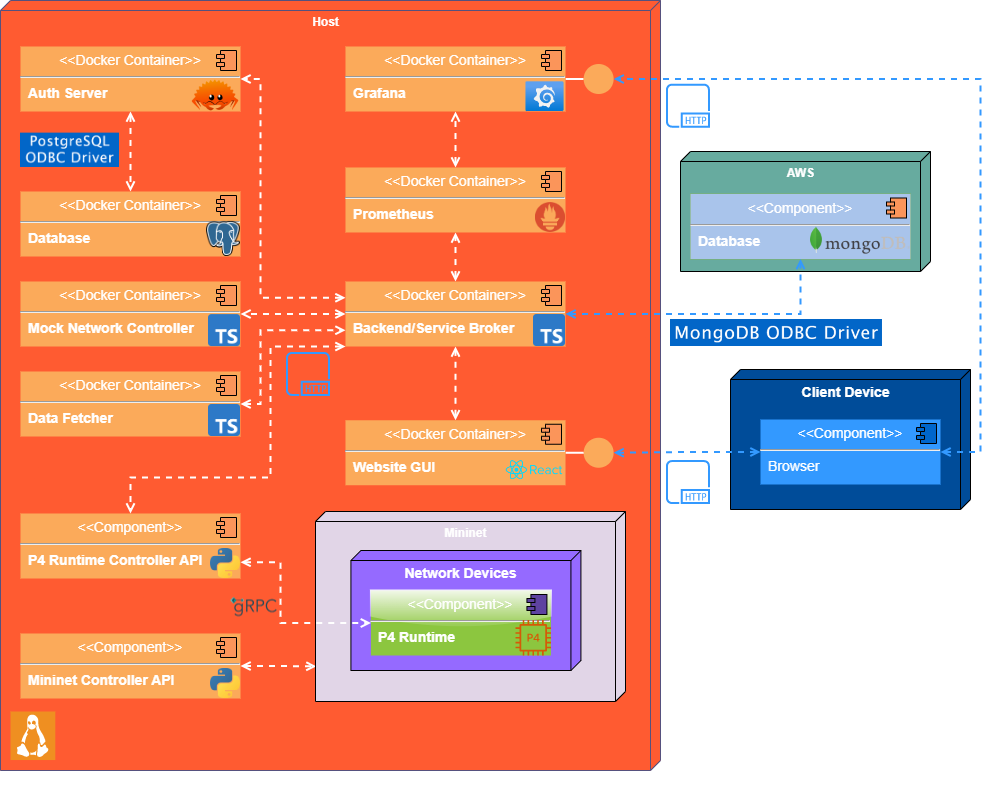 Host
<<Docker Container>>
Auth Server
<<Docker Container>>
Grafana
HTTP
PostgreSQL
ODBC Driver
AWS
<<Component>>
Database
mongoDB
<<Docker Container>>
Prometheus
<<Docker Container>>
Database
<<Docker Container>>
Mock Network Controller
TS
<<Docker Container>>
Backend/Service Broker
TS
MongoDB ODBC Driver
HTTP
<<Docker Container>>
Data Fetcher
TS
Client Device
<<Component>>
Browser
<<Docker Container>>
Website GUI
React
HTTP
<<Component>>
P4 Runtime Controller API
gRPC
Mininet
Network Devices
<<Component>>
P4 Runtime
P4
<<Component>>
Mininet Controller API